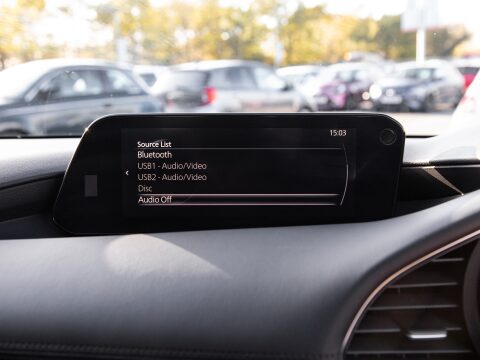 15:03
Source List
Bluetooth
USB1 - Audio/Video
USB2 - Audio/Video
Disc
Audio Off